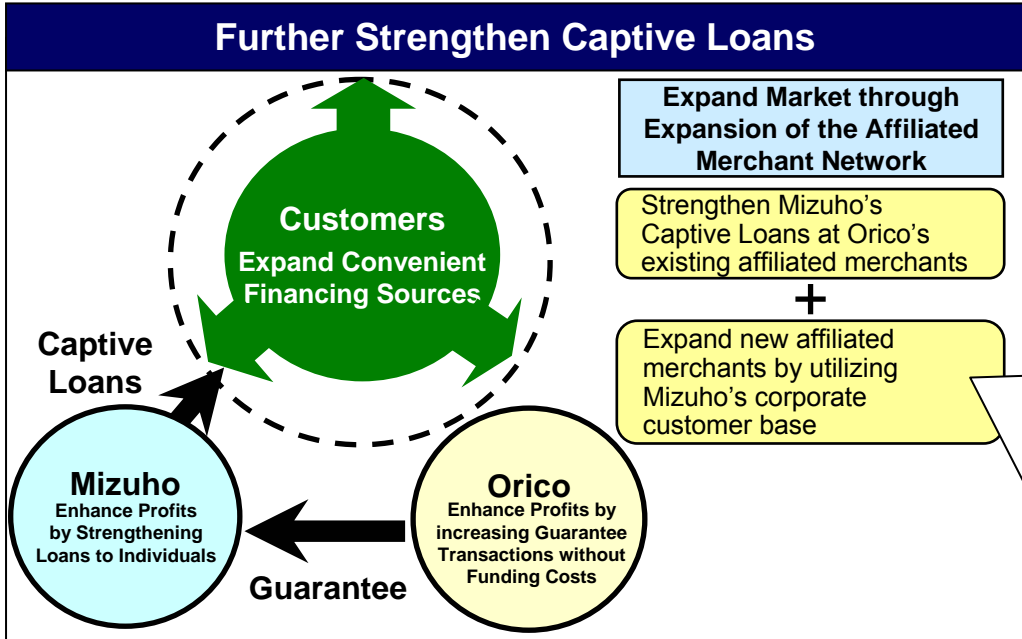 Further Strengthen Captive Loans
Customers
Expand Convenient
Financing Sources
Captive
Loans
Mizuho
Enhance Profits
by Strengthening
Loans to Individuals
Guarantee
Orico
Enhance Profits by
increasing Guarantee
Transactions without
Funding Costs
Expand Market through
Expansion of the Affiliated
Merchant Network
Strengthen Mizuho's
Captive Loans at Orico's
existing affiliated merchants
+
Expand new affiliated
merchants by utilizing
Mizuho's corporate
customer base